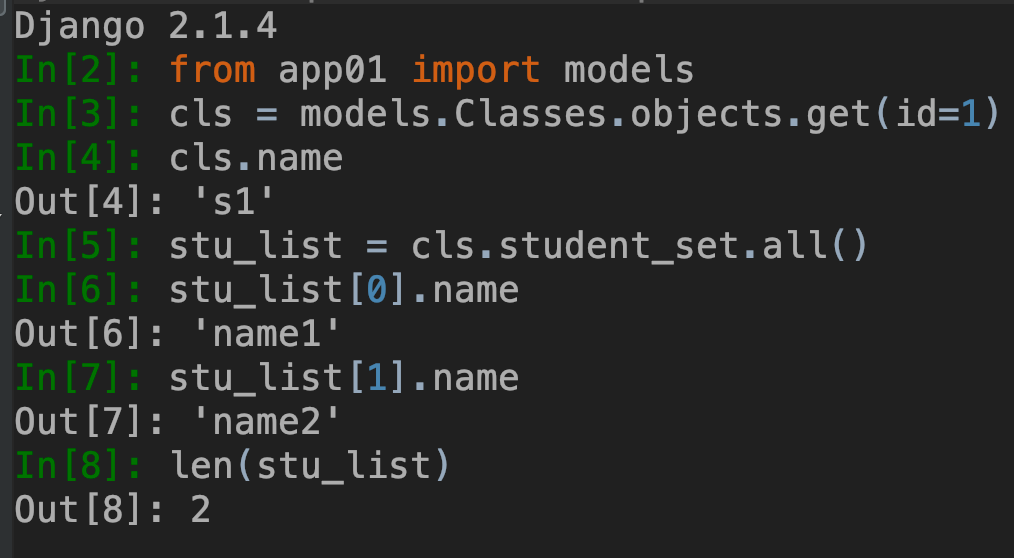 Django 2.1.4
In[2]: from app01 import models
In[3]: cls = models.Classes.objects.get(id=1)
In[4]: cls.name
Out[4]: 's1'
In[5]: stu_list = cls.student_set.all()
In[6]: stu_list[0].name
Out[6]: 'name1'
In[7]: stu_list[1].name
Out[7]: 'name2'
In[8]: len(stu_list)
Out[8]: 2